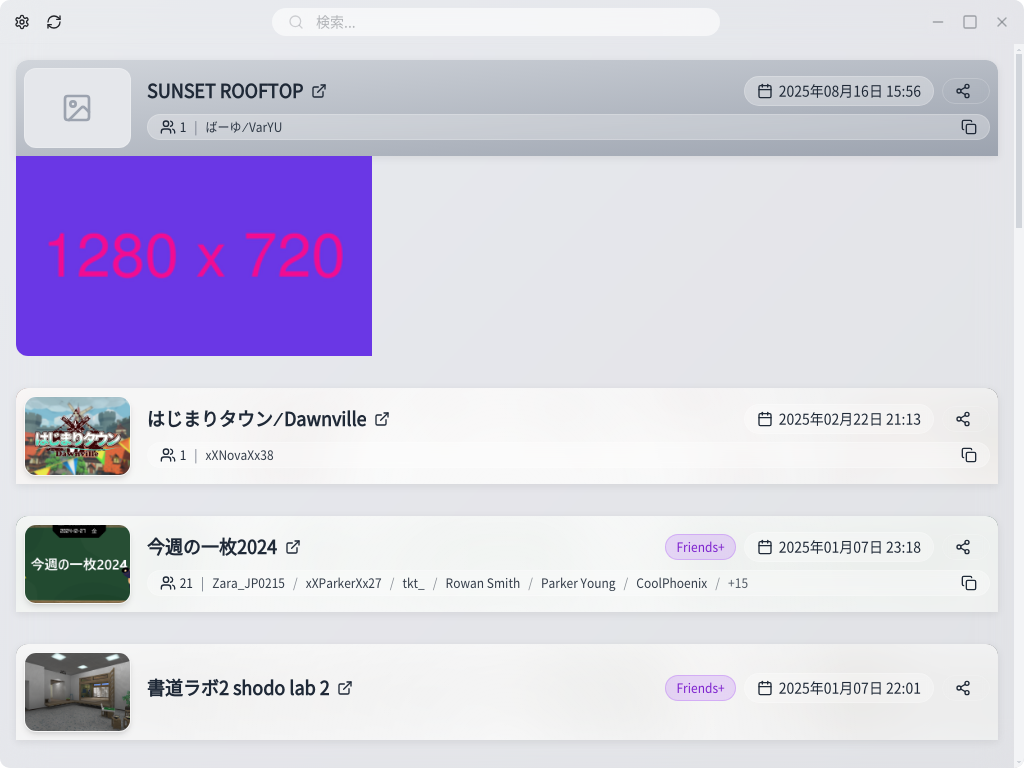 検索...
SUNSET ROOFTOP
2025年08月16日 15:56
1 | ばーゆ⁄VarYU
1280 x 720
はじまりタウン
Dawnville
はじまりタウン⁄Dawnville
2025年02月22日 21:13
1 | xXNovaXx38
今週の一枚2024
今週の一枚2024
Friends+
2025年01月07日 23:18
21 | Zara_JP0215 / xXParkerXx27 / tkt_ / Rowan Smith / Parker Young / CoolPhoenix / +15
書道ラボ2 shodo lab 2
Friends+
2025年01月07日 22:01